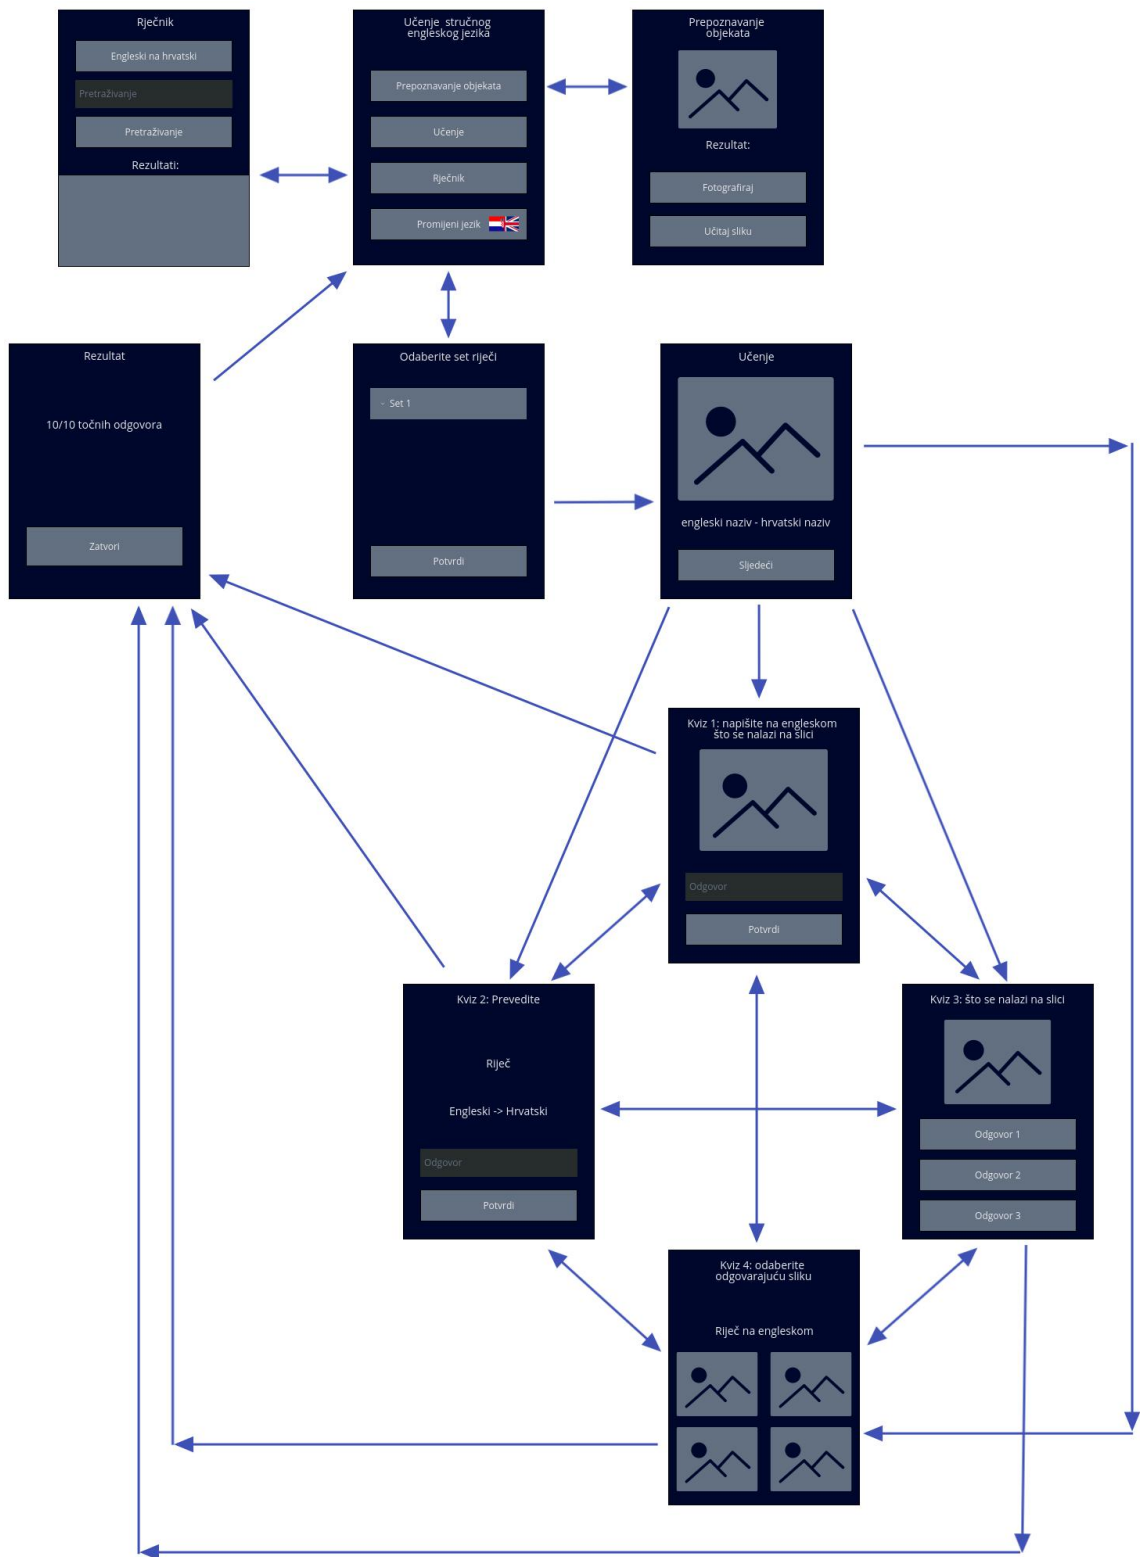 Rječnik
Engleski na hrvatski
Pretraživanje
Pretraživanje
Rezultati:
Učenje stručnog
engleskog jezika
Prepoznavanje objekata
Učenje
Rječnik
Promijeni jezik
Prepoznavanje
objekata
Rezultat:
Fotografiraj
Učitaj sliku
Rezultat
10/10 točnih odgovora
Zatvori
Odaberite set riječi
- Set 1
Potvrdi
Učenje
engleski naziv - hrvatski naziv
Sljedeći
Kviz 1: napišite na engleskom
što se nalazi na slici
Odgovor
Potvrdi
Kviz 2: Prevedite
Riječ
Engleski -> Hrvatski
Odgovor
Potvrdi
Kviz 3: što se nalazi na slici
Odgovor 1
Odgovor 2
Odgovor 3
Kviz 4: odaberite
odgovarajuću sliku
Riječ na engleskom